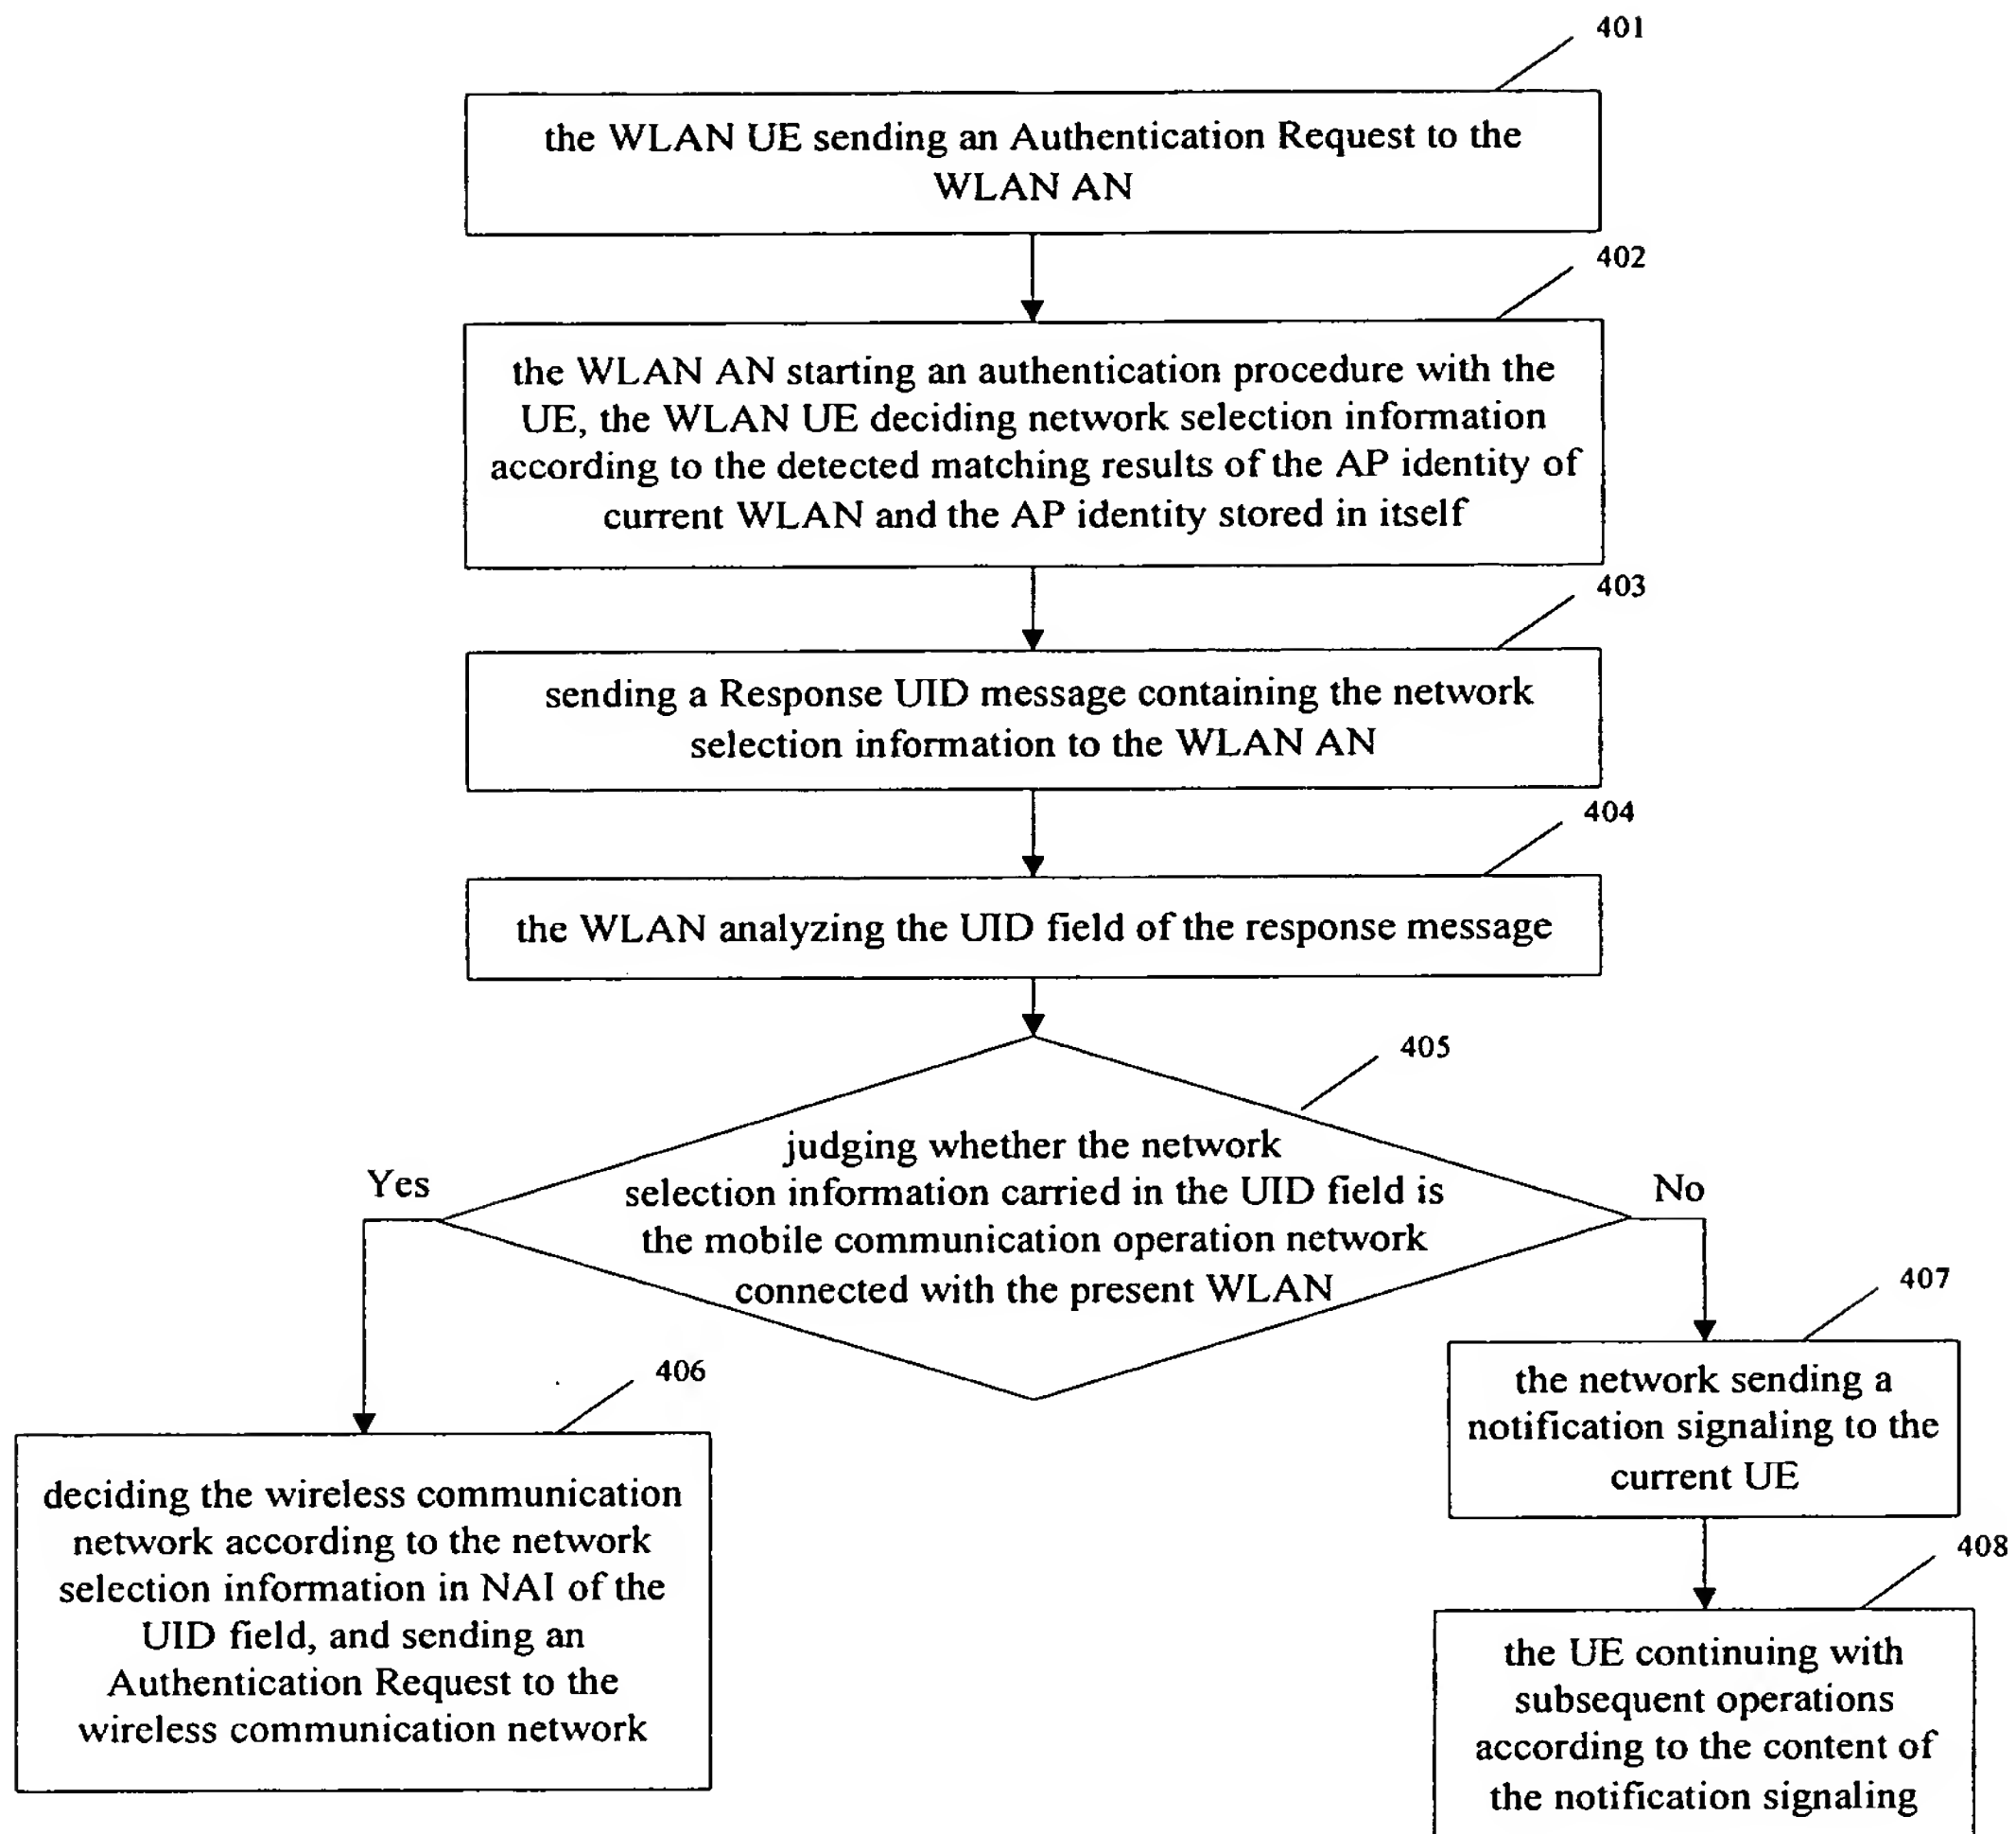 401
the WLAN UE sending an Authentication Request to the
WLAN AN
402
the WLAN AN starting an authentication procedure with the
UE, the WLAN UE deciding network selection information
according to the detected matching results of the AP identity of
current WLAN and the AP identity stored in itself
403
sending a Response UID message containing the network
selection information to the WLAN AN
404
the WLAN analyzing the UID field of the response message
405
judging whether the network
selection information carried in the UID field is
the mobile communication operation network
connected with the present WLAN
Yes
No
406
deciding the wireless communication
network according to the network
selection information in NAI of the
UID field, and sending an
Authentication Request to the
wireless communication network
407
the network sending a
notification signaling to the
current UE
408
the UE continuing with
subsequent operations
according to the content of
the notification signaling